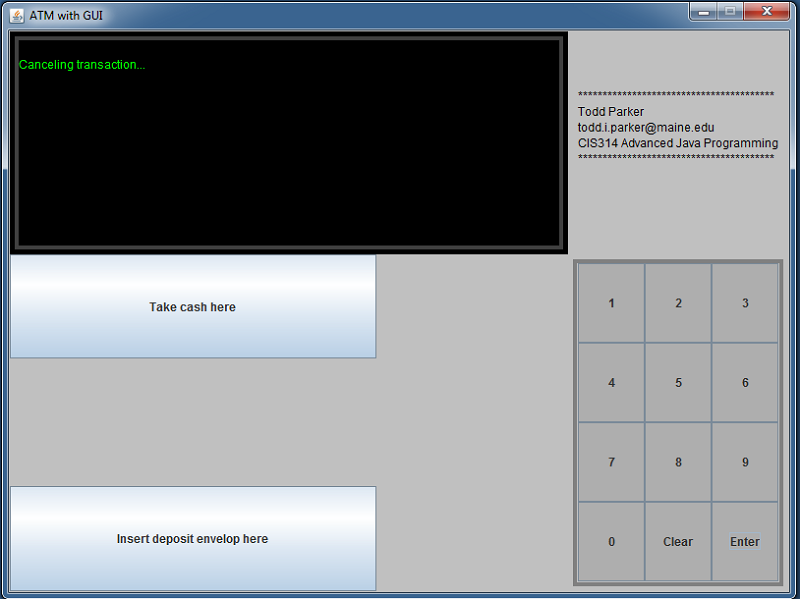 ATM with GUI
Canceling transaction...
****************************************
Todd Parker
todd.i.parker@maine.edu
CIS314 Advanced Java Programming
****************************************
Take cash here
Insert deposit envelop here
1 2 3
4 5 6
7 8 9
0 Clear Enter